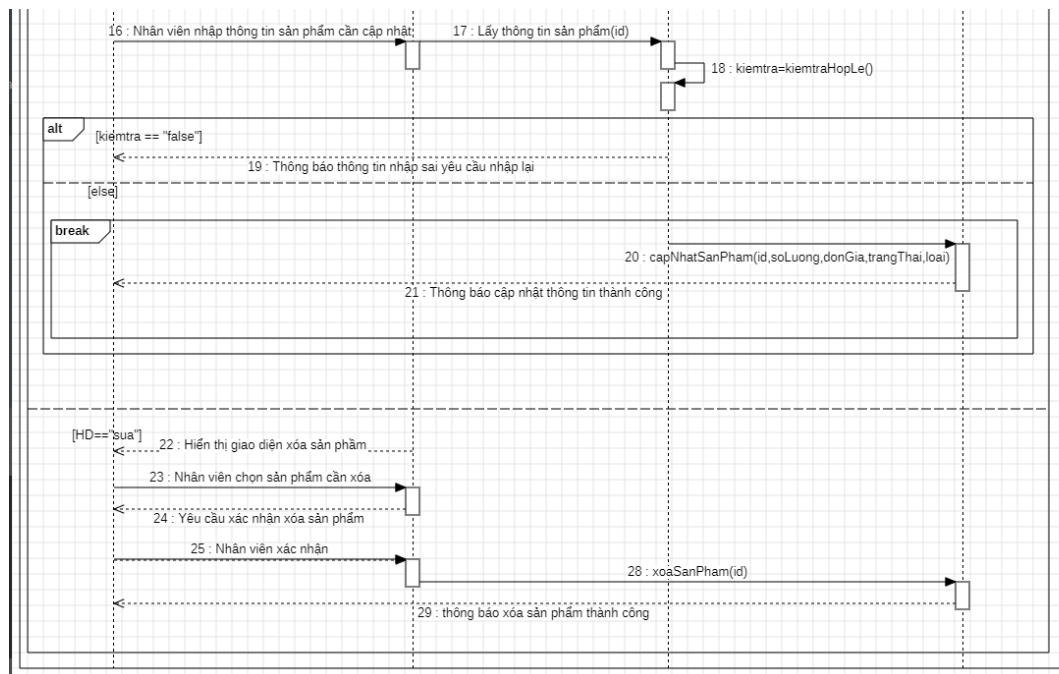 16 : Nhân viên nhập thông tin sản phẩm cần cập nhật
17 : Lấy thông tin sản phẩm(id)
18 : kiemtra=kiemtraHopLe()
alt
[kiemtra == "false"]
19 : Thông báo thông tin nhập sai yêu cầu nhập lại
[else]
break
20 : capNhatSanPham(id,soLuong,donGia,trangThai,loai)
21 : Thông báo cập nhật thông tin thành công
[HD=="sua"]
22 : Hiển thị giao diện xóa sản phầm
23 : Nhân viên chọn sản phẩm cần xóa
24 : Yêu cầu xác nhận xóa sản phẩm
25 : Nhân viên xác nhận
28 : xoaSanPham(id)
29 : thông báo xóa sản phẩm thành công